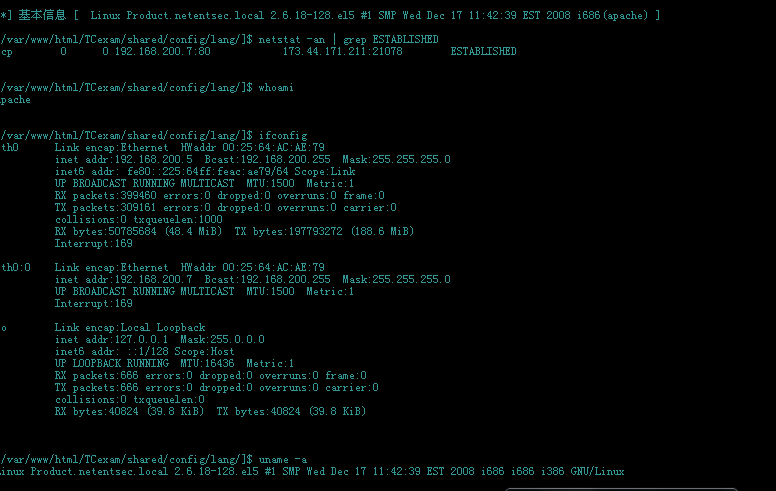 *] 基本信息 [  Linux Product.netentsec.local 2.6.18-128.el5 #1 SMP Wed Dec 17 11:42:39 EST 2008 i686(apache) ]
/var/www/html/TCexam/shared/config/lang/]$ netstat -an | grep ESTABLISHED
cp        0      0 192.168.200.7:80            173.44.171.211:21078        ESTABLISHED
/var/www/html/TCexam/shared/config/lang/]$ whoami
pache
/var/www/html/TCexam/shared/config/lang/]$ ifconfig
th0      Link encap:Ethernet  HWaddr 00:25:64:AC:AE:79
inet addr:192.168.200.5  Bcast:192.168.200.255  Mask:255.255.255.0
inet6 addr: fe80::225:64ff:feac:ae79/64 Scope:Link
UP BROADCAST RUNNING MULTICAST  MTU:1500  Metric:1
RX packets:399460 errors:0 dropped:0 overruns:0 frame:0
TX packets:309161 errors:0 dropped:0 overruns:0 carrier:0
collisions:0 txqueuelen:1000
RX bytes:50785684 (48.4 MiB)  TX bytes:197793272 (188.6 MiB)
Interrupt:169
th0:0    Link encap:Ethernet  HWaddr 00:25:64:AC:AE:79
inet addr:192.168.200.7  Bcast:192.168.200.255  Mask:255.255.255.0
UP BROADCAST RUNNING MULTICAST  MTU:1500  Metric:1
Interrupt:169
o        Link encap:Local Loopback
inet addr:127.0.0.1  Mask:255.0.0.0
inet6 addr: ::1/128 Scope:Host
UP LOOPBACK RUNNING  MTU:16436  Metric:1
RX packets:666 errors:0 dropped:0 overruns:0 frame:0
TX packets:666 errors:0 dropped:0 overruns:0 carrier:0
collisions:0 txqueuelen:0
RX bytes:40824 (39.8 KiB)  TX bytes:40824 (39.8 KiB)
/var/www/html/TCexam/shared/config/lang/]$ uname -a
inux Product.netentsec.local 2.6.18-128.el5 #1 SMP Wed Dec 17 11:42:39 EST 2008 i686 i686 i386 GNU/Linux